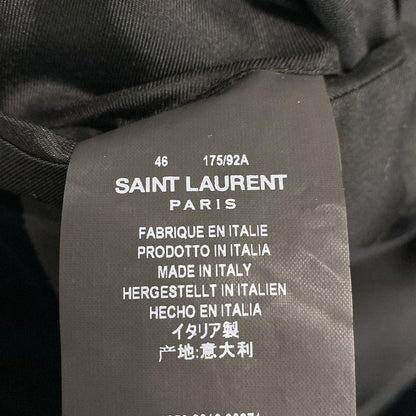 46 175/92A
SAINT LAURENT
PARIS
FABRIQUE EN ITALIE
PRODOTTO IN ITALIA
MADE IN ITALY
HERGESTELLT IN ITALIEN
HECHO EN ITALIA
イタリア製
产地:意大利